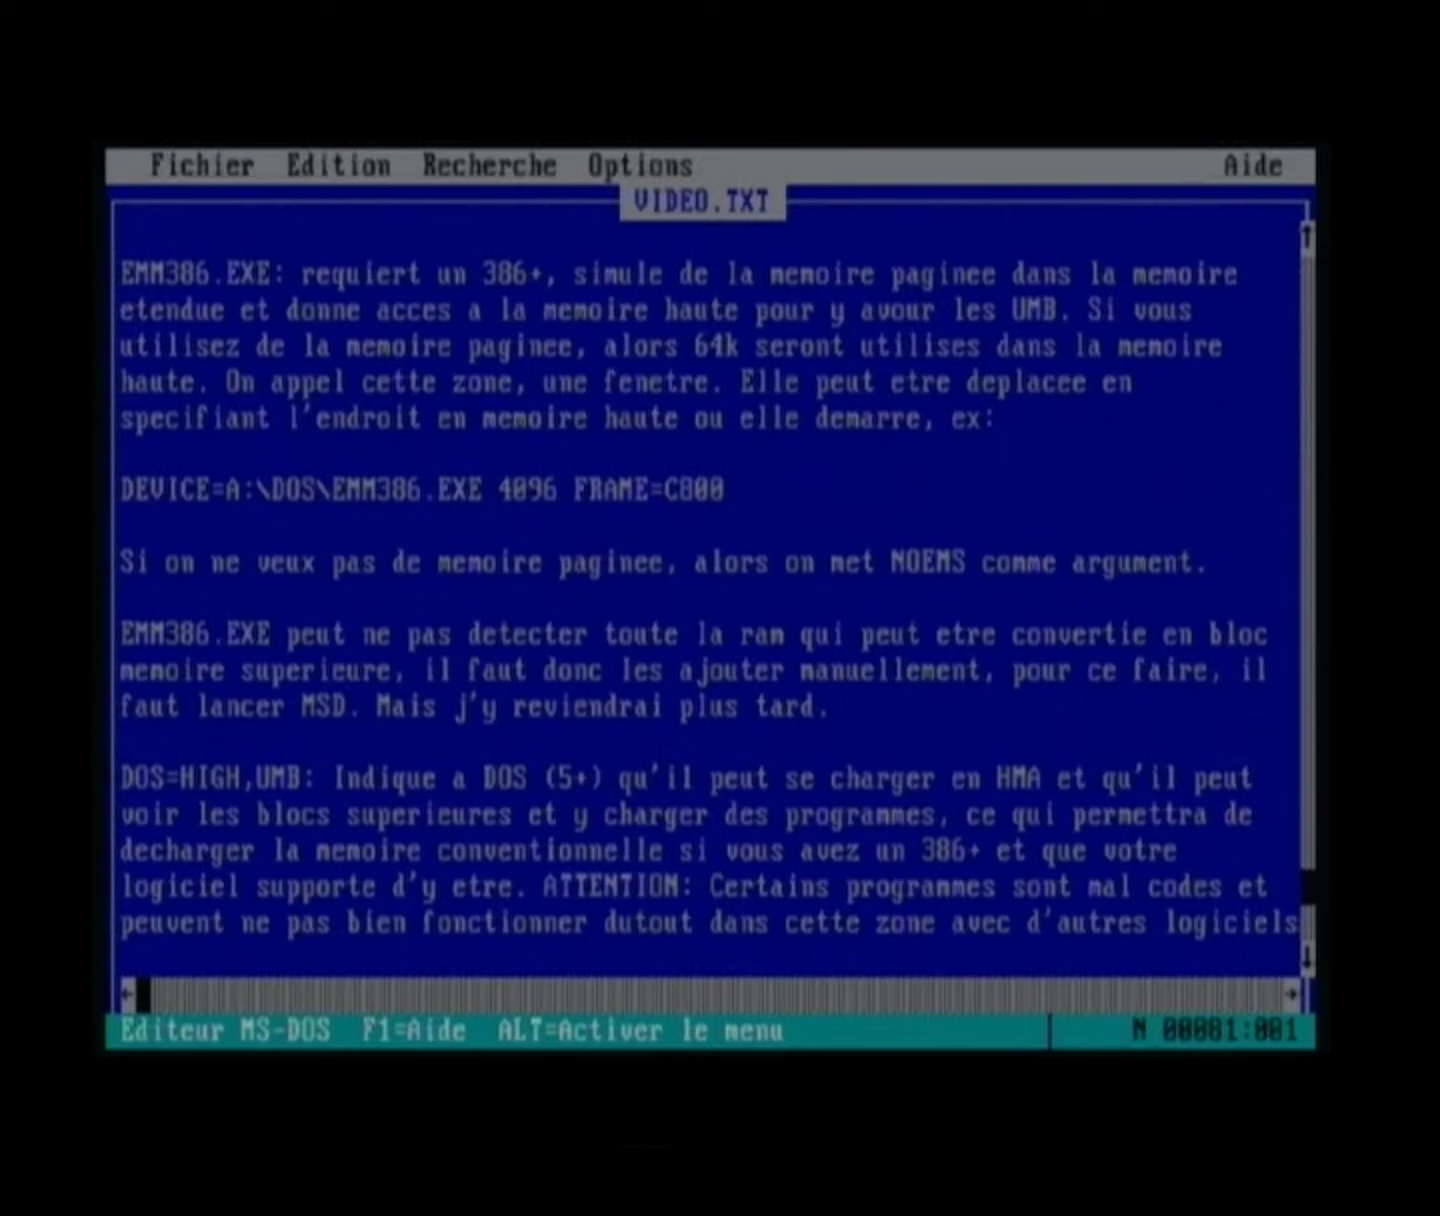 Fichier Edition Recherche Options Aide
VIDEO.TXT
EMM386.EXE: requiert un 386+, simule de la memoire paginee dans la memoire
etendue et donne acces a la memoire haute pour y avour les UMB. Si vous
utilisez de la memoire paginee, alors 64k seront utilises dans la memoire
haute. On appel cette zone, une fenetre. Elle peut etre deplacee en
specifiant l'endroit en memoire haute ou elle demarre, ex:
DEVICE=A:\DOS\EMM386.EXE 4096 FRAME=C800
Si on ne veux pas de memoire paginee, alors on met NOEMS comme argument.
EMM386.EXE peut ne pas detecter toute la ram qui peut etre convertie en bloc
memoire superieure, il faut donc les ajouter manuellement, pour ce faire, il
faut lancer MSD. Mais j'y reviendrai plus tard.
DOS=HIGH,UMB: Indique a DOS (5+) qu'il peut se charger en HMA et qu'il peut
voir les blocs superieures et y charger des programmes, ce qui permettra de
decharger la memoire conventionnelle si vous avez un 386+ et que votre
logiciel supporte d'y etre. ATTENTION: Certains programmes sont mal codes et
peuvent ne pas bien fonctionner dutout dans cette zone avec d'autres logiciels
Editeur MS-DOS F1=Aide ALT=Activer le menu N 00081:001